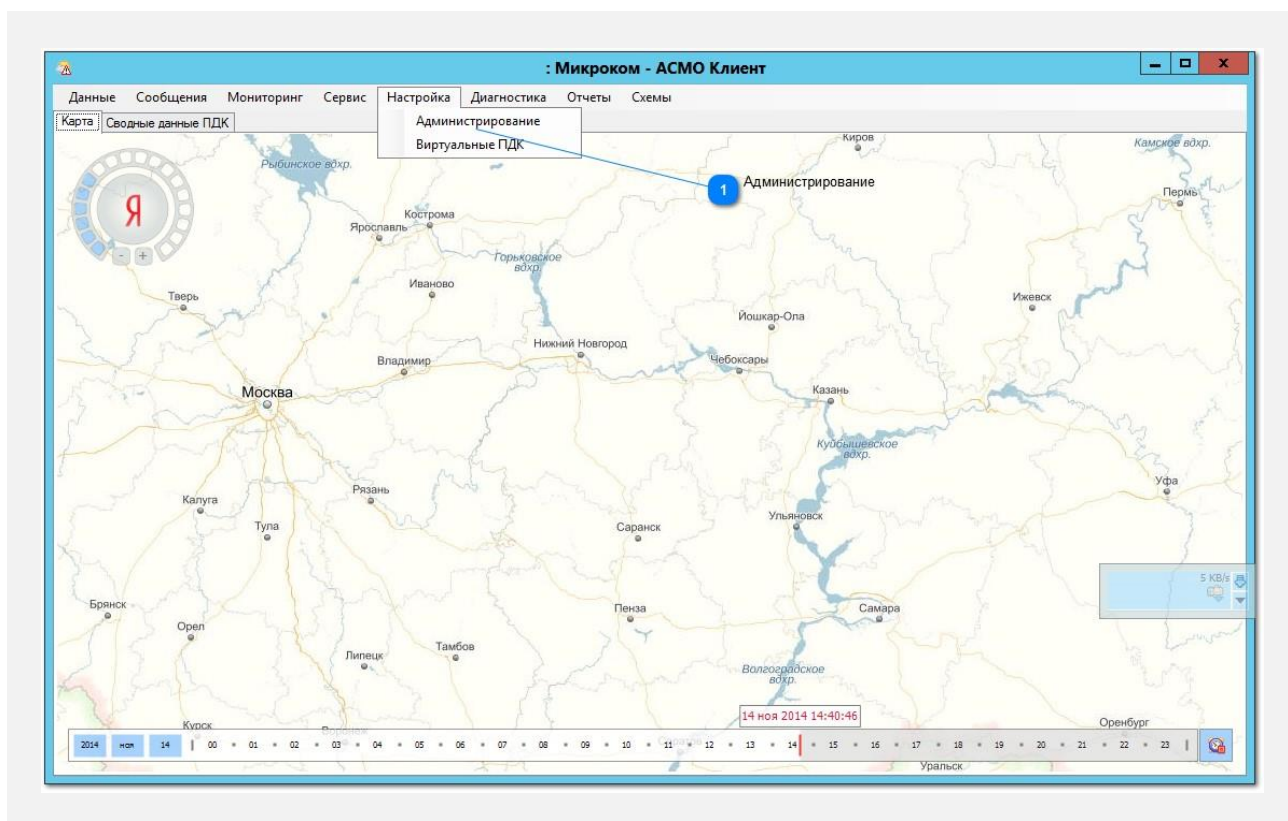 : Микроком - АСМО Клиент
Данные Сообщения Мониторинг Сервис Настройка Диагностика Отчеты Схемы
Карта Сводные данные ПДК
Администрирование
Виртуальные ПДК
1 Администрирование
Я
- +
Рыбинское вдхр.
Киров
Камское вдхр.
Пермь
Кострома
Ярославль
Горьковское вдхр.
Иваново
Тверь
Ижевск
Йошкар-Ола
Нижний Новгород
Владимир
Чебоксары
Москва
Казань
Куйбышевское вдхр.
Рязань
Калуга
Уфа
Ульяновск
Тула
Саранск
5 KB/s
Брянск
Пенза
Самара
Орел
Тамбов
Липецк
Волгоградское вдхр.
14 ноя 2014 14:40:46
Оренбург
Курск
Воронеж
2014 ноя 14 00 01 02 03 04 05 06 07 08 09 10 11 12 13 14 15 16 17 18 19 20 21 22 23
Уральск